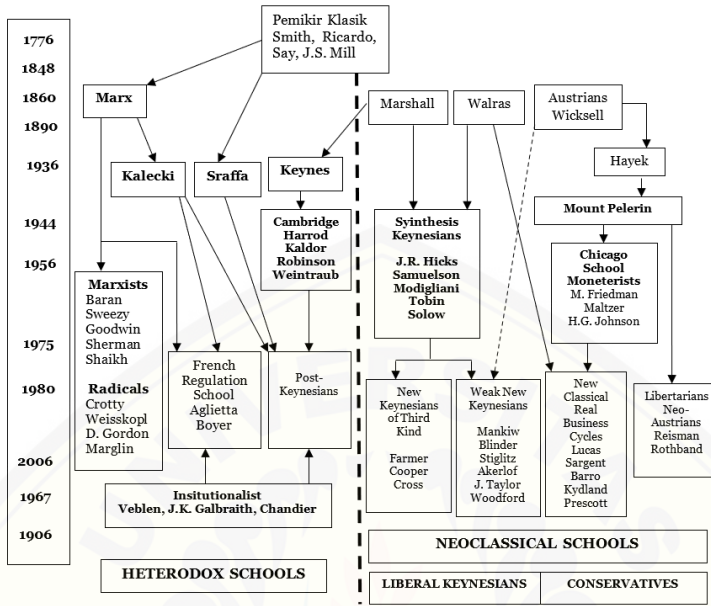 1776
1848
1860
1890
1936
1944
1956
1975
1980
2006
1967
1906
Pemikir Klasik
Smith, Ricardo,
Say, J.S. Mill
Marx
Marshall
Walras
Austrians
Wicksell
Hayek
Kalecki
Sraffa
Keynes
Mount Pelerin
Cambridge
Harrod
Kaldor
Robinson
Weintraub
Syinthesis
Keynesians
J.R. Hicks
Samuelson
Modigliani
Tobin
Solow
Chicago
School
Moneterists
M. Friedman
Maltzer
H.G. Johnson
Marxists
Baran
Sweezy
Goodwin
Sherman
Shaikh
Radicals
Crotty
Weisskopl
D. Gordon
Marglin
French
Regulation
School
Aglietta
Boyer
Post-
Keynesians
New
Keynesians
of Third
Kind
Farmer
Cooper
Cross
Weak New
Keynesians
Mankiw
Blinder
Stiglitz
Akerlof
J. Taylor
Woodford
New
Classical
Real
Business
Cycles
Lucas
Sargent
Barro
Kydland
Prescott
Libertarians
Neo-
Austrians
Reisman
Rothband
Insitutionalist
Veblen, J.K. Galbraith, Chandier
HETERODOX SCHOOLS
NEOCLASSICAL SCHOOLS
LIBERAL KEYNESIANS
CONSERVATIVES